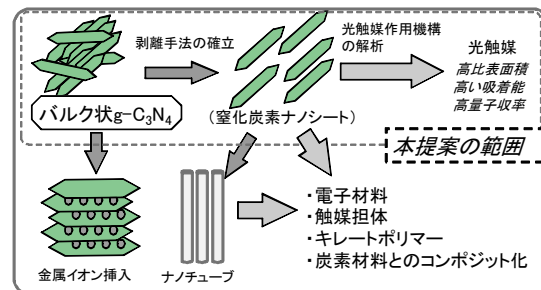 剥離手法の確立
光触媒作用機構
の解析
光触媒
高比表面積
高い吸着能
高量子収率
バルク状g-C3N4
(窒化炭素ナノシート)
本提案の範囲
・電子材料
・触媒担体
・キレートポリマー
・炭素材料とのコンポジット化
金属イオン挿入
ナノチューブ